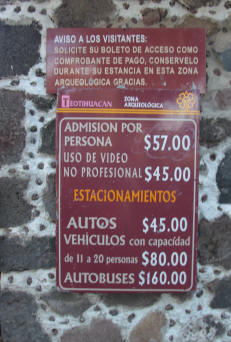 AVISO A LOS VISITANTES:
SOLICITE SU BOLETO DE ACCESO COMO
COMPROBANTE DE PAGO, CONSERVELO
DURANTE SU ESTANCIA EN ESTA ZONA
ARQUEOLÓGICA GRACIAS.
TEOTIHUACAN ZONA ARQUEOLÓGICA
ADMISION POR
PERSONA $57.00
USO DE VIDEO
NO PROFESIONAL $45.00
ESTACIONAMIENTOS
AUTOS $45.00
VEHÍCULOS con capacidad
de 11 a 20 personas $80.00
AUTOBUSES $160.00